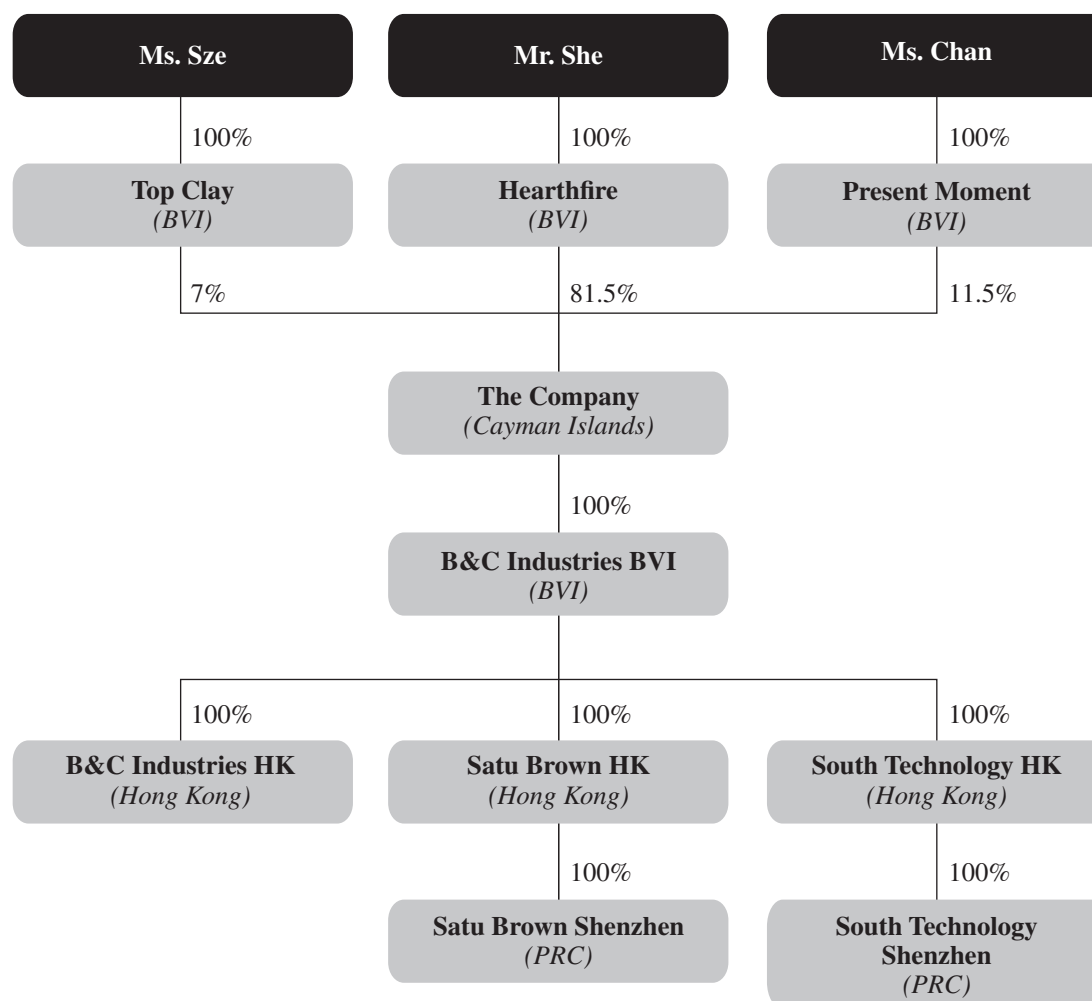 Ms. Sze
Mr. She
Ms. Chan
100%
100%
100%
Top Clay
(BVI)
Hearthfire
(BVI)
Present Moment
(BVI)
7%
81.5%
11.5%
The Company
(Cayman Islands)
100%
B&C Industries BVI
(BVI)
100%
100%
100%
B&C Industries HK
(Hong Kong)
Satu Brown HK
(Hong Kong)
South Technology HK
(Hong Kong)
100%
100%
Satu Brown Shenzhen
(PRC)
South Technology
Shenzhen
(PRC)